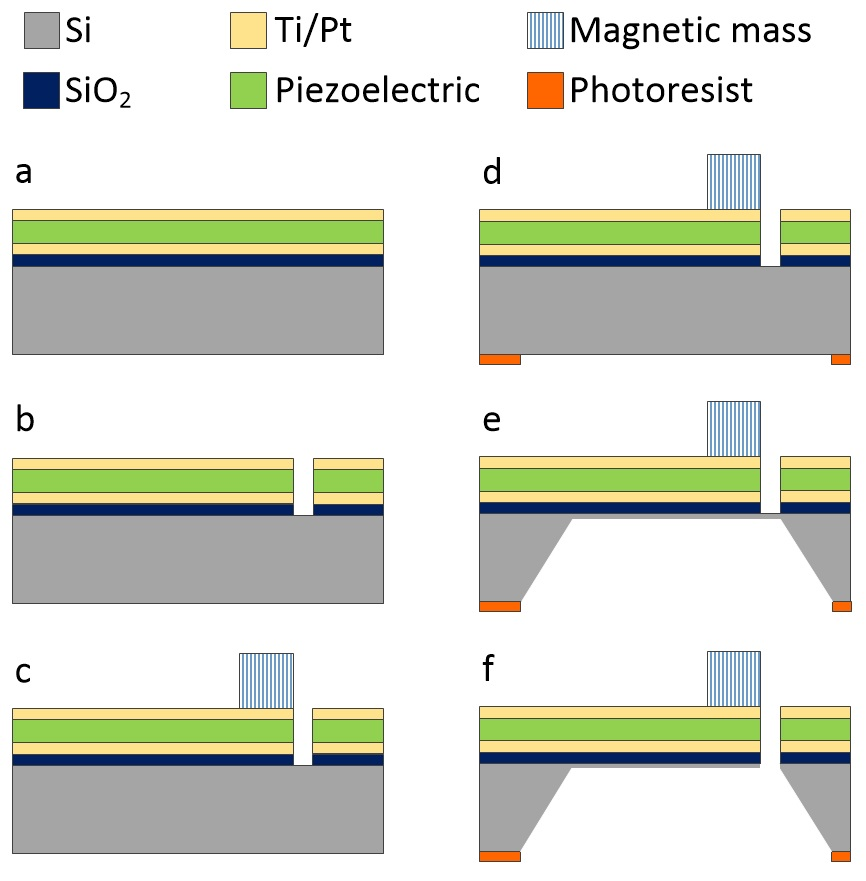 Si Ti/Pt Magnetic mass
SiO₂ Piezoelectric Photoresist
a
d
b
e
c
f